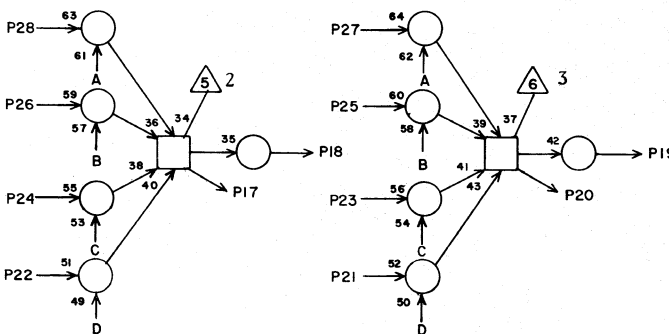 P28 63 61 A
P26 59 57 B
P24 55 53 C
P22 51 49 D
36 34 5 2
38 40 35 P18
P17
P27 64 62 A
P25 60 58 B
P23 56 54 C
P21 52 50 D
39 37 6 3
41 43 42 P19
P20